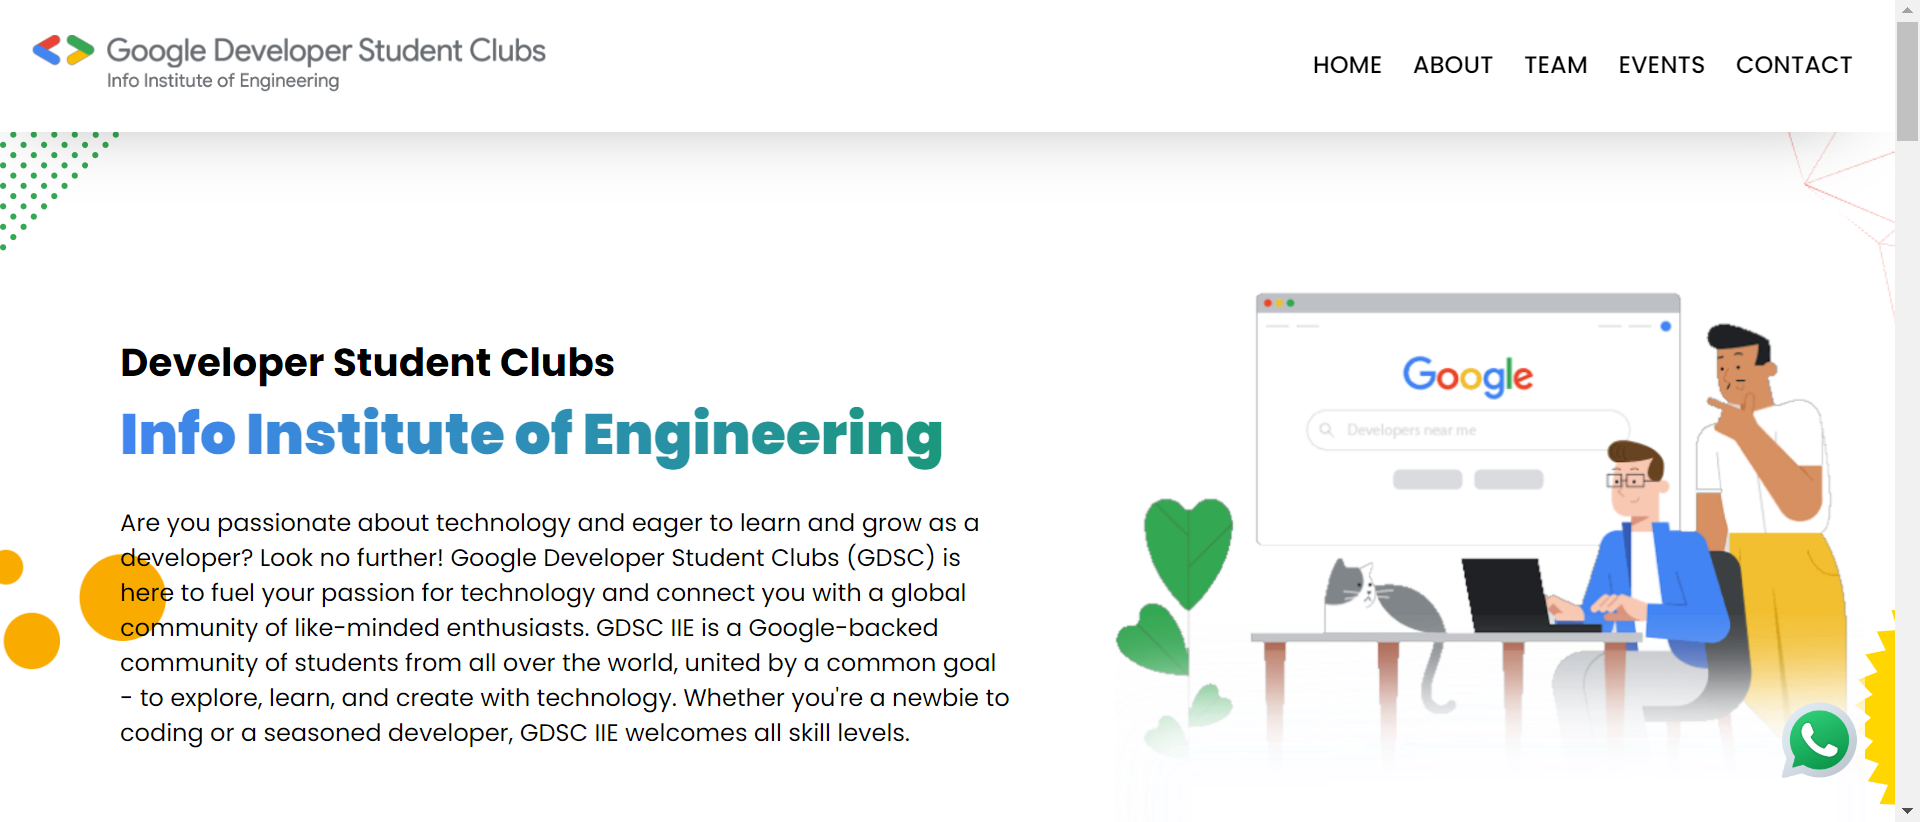 Google Developer Student Clubs
Info Institute of Engineering
HOME ABOUT TEAM EVENTS CONTACT
Developer Student Clubs
Info Institute of Engineering
Are you passionate about technology and eager to learn and grow as a
developer? Look no further! Google Developer Student Clubs (GDSC) is
here to fuel your passion for technology and connect you with a global
community of like-minded enthusiasts. GDSC IIE is a Google-backed
community of students from all over the world, united by a common goal
- to explore, learn, and create with technology. Whether you're a newbie to
coding or a seasoned developer, GDSC IIE welcomes all skill levels.
Google
Developers near me